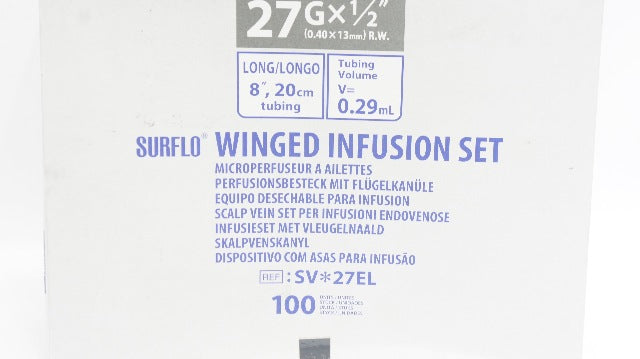 27G×1/2"
(0.40×13mm) R.W.
LONG/LONGO
8", 20cm
tubing
Tubing
Volume
V=
0.29mL
SURFLO® WINGED INFUSION SET
MICROPERFUSEUR A AILETTES
PERFUSIONSBESTECK MIT FLÜGELKANÜLE
EQUIPO DESECHABLE PARA INFUSION
SCALP VEIN SET PER INFUSIONI ENDOVENOSE
INFUSIESET MET VLEUGELNAALD
SKALPVENSKANYL
DISPOSITIVO COM ASAS PARA INFUSÃO
REF : SV*27EL
100